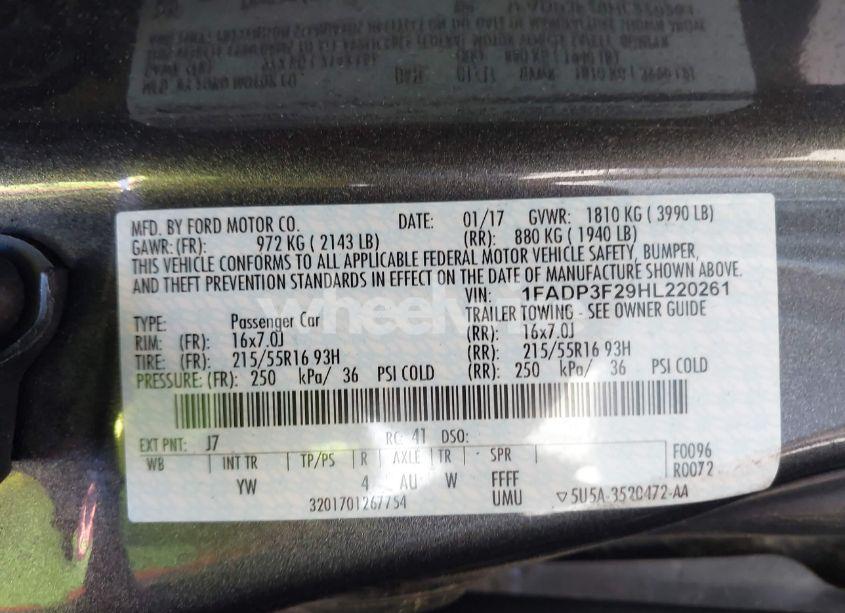 MFD. BY FORD MOTOR CO. DATE: 01/17 GVWR: 1810 KG ( 3990 LB)
GAWR: (FR): 972 KG ( 2143 LB) (RR): 880 KG ( 1940 LB)
THIS VEHICLE CONFORMS TO ALL APPLICABLE FEDERAL MOTOR VEHICLE SAFETY, BUMPER,
AND THEFT PREVENTION STANDARDS IN EFFECT ON THE DATE OF MANUFACTURE SHOWN ABOVE.
VIN: 1FADP3F29HL220261
TYPE: Passenger Car TRAILER TOWING - SEE OWNER GUIDE
RIM: (FR): 16x7.0J (RR): 16x7.0J
TIRE: (FR): 215/55R16 93H (RR): 215/55R16 93H
PRESSURE: (FR): 250 kPa/ 36 PSI COLD (RR): 250 kPa/ 36 PSI COLD
EXT PNT: J7 RC: 41 DSO:
WB INT TR TP/PS R AXLE TR SPR F0096
R0072
YW 4 AU W FFFF
3201701267754 UMU ▽5U5A-3520472-AA